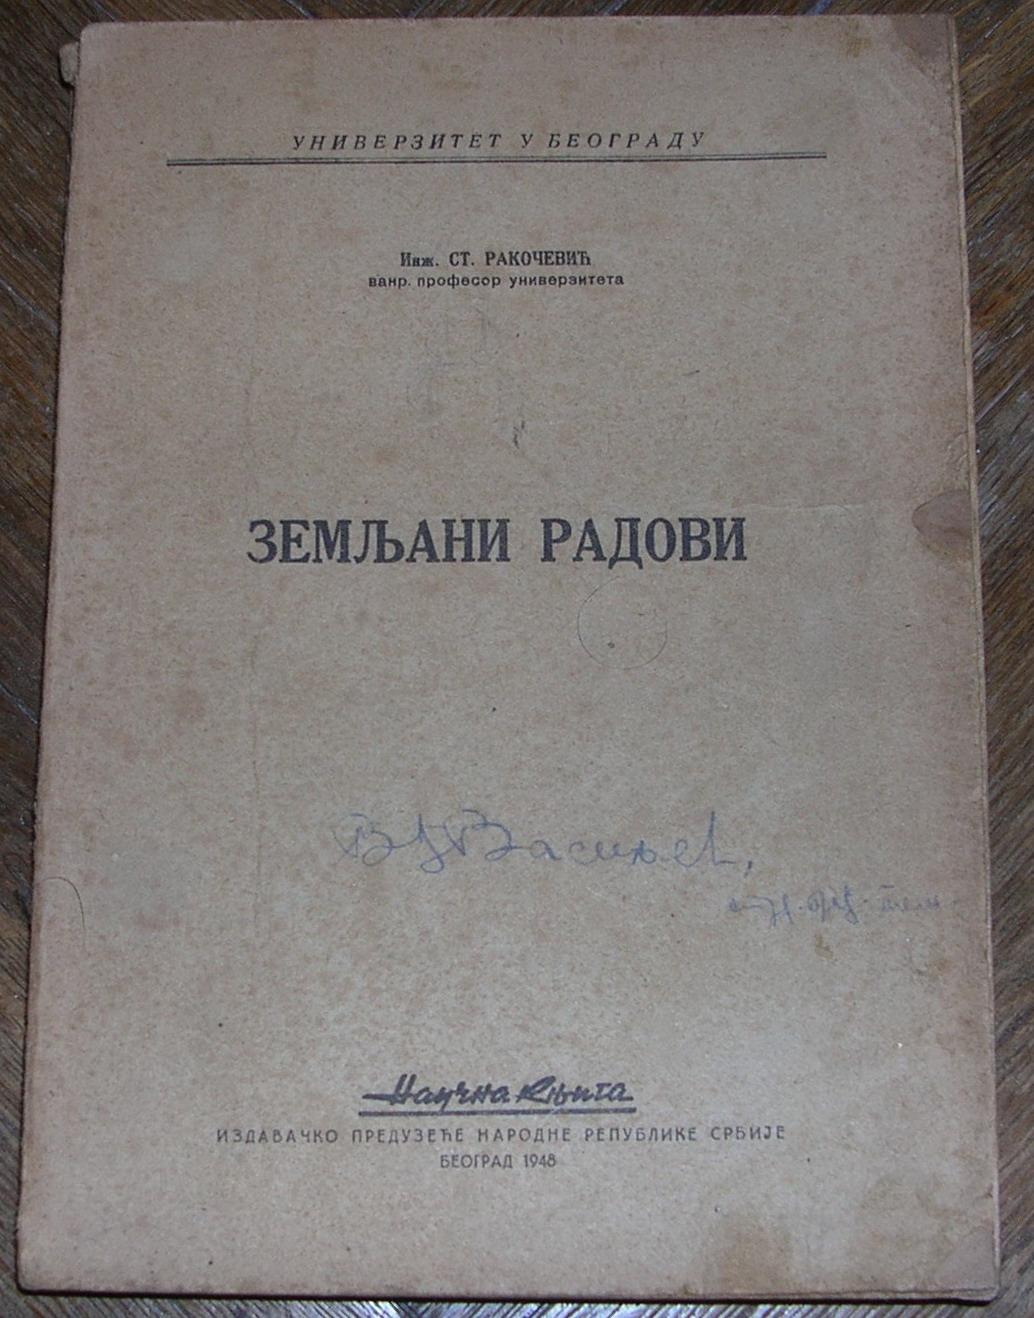 УНИВЕРЗИТЕТ У БЕОГРАДУ
Инж. СТ. РАКОЧЕВИЋ
ванр. професор универзитета
ЗЕМЉАНИ РАДОВИ
Научна Књига
ИЗДАВАЧКО ПРЕДУЗЕЋЕ НАРОДНЕ РЕПУБЛИКЕ СРБИЈЕ
БЕОГРАД 1948